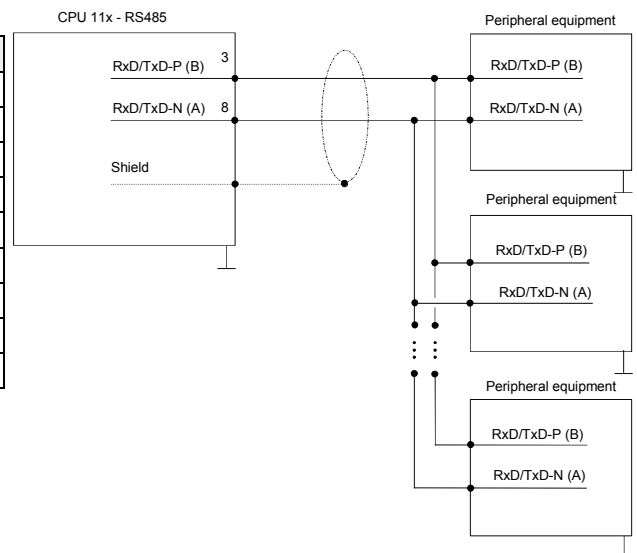 CPU 11x - RS485
RxD/TxD-P (B) 3
RxD/TxD-N (A) 8
Shield
Peripheral equipment
RxD/TxD-P (B)
RxD/TxD-N (A)
Peripheral equipment
RxD/TxD-P (B)
RxD/TxD-N (A)
Peripheral equipment
RxD/TxD-P (B)
RxD/TxD-N (A)